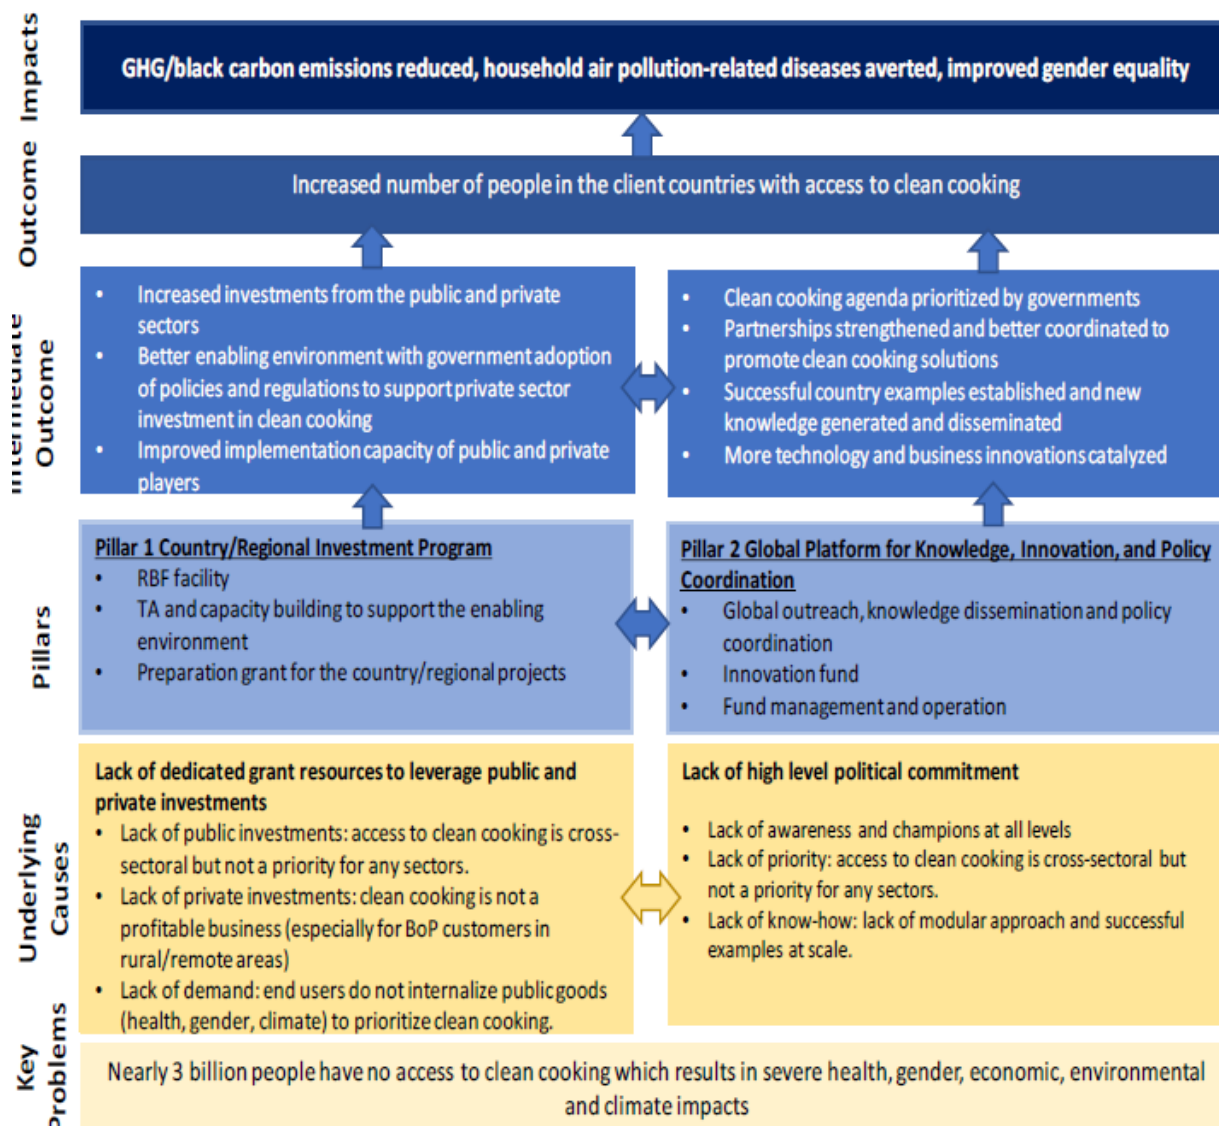 Impacts
GHG/black carbon emissions reduced, household air pollution-related diseases averted, improved gender equality
Outcome
Increased number of people in the client countries with access to clean cooking
Intermediate
Outcome
• Increased investments from the public and private
sectors
• Better enabling environment with government adoption
of policies and regulations to support private sector
investment in clean cooking
• Improved implementation capacity of public and private
players
• Clean cooking agenda prioritized by governments
• Partnerships strengthened and better coordinated to
promote clean cooking solutions
• Successful country examples established and new
knowledge generated and disseminated
• More technology and business innovations catalyzed
Pillars
Pillar 1 Country/Regional Investment Program
• RBF facility
• TA and capacity building to support the enabling
environment
• Preparation grant for the country/regional projects
Pillar 2 Global Platform for Knowledge, Innovation, and Policy
Coordination
• Global outreach, knowledge dissemination and policy
coordination
• Innovation fund
• Fund management and operation
Underlying
Causes
Lack of dedicated grant resources to leverage public and
private investments
• Lack of public investments: access to clean cooking is cross-
sectoral but not a priority for any sectors.
• Lack of private investments: clean cooking is not a
profitable business (especially for BoP customers in
rural/remote areas)
• Lack of demand: end users do not internalize public goods
(health, gender, climate) to prioritize clean cooking.
Lack of high level political commitment
• Lack of awareness and champions at all levels
• Lack of priority: access to clean cooking is cross-sectoral but
not a priority for any sectors.
• Lack of know-how: lack of modular approach and successful
examples at scale.
Key
Problems
Nearly 3 billion people have no access to clean cooking which results in severe health, gender, economic, environmental
and climate impacts